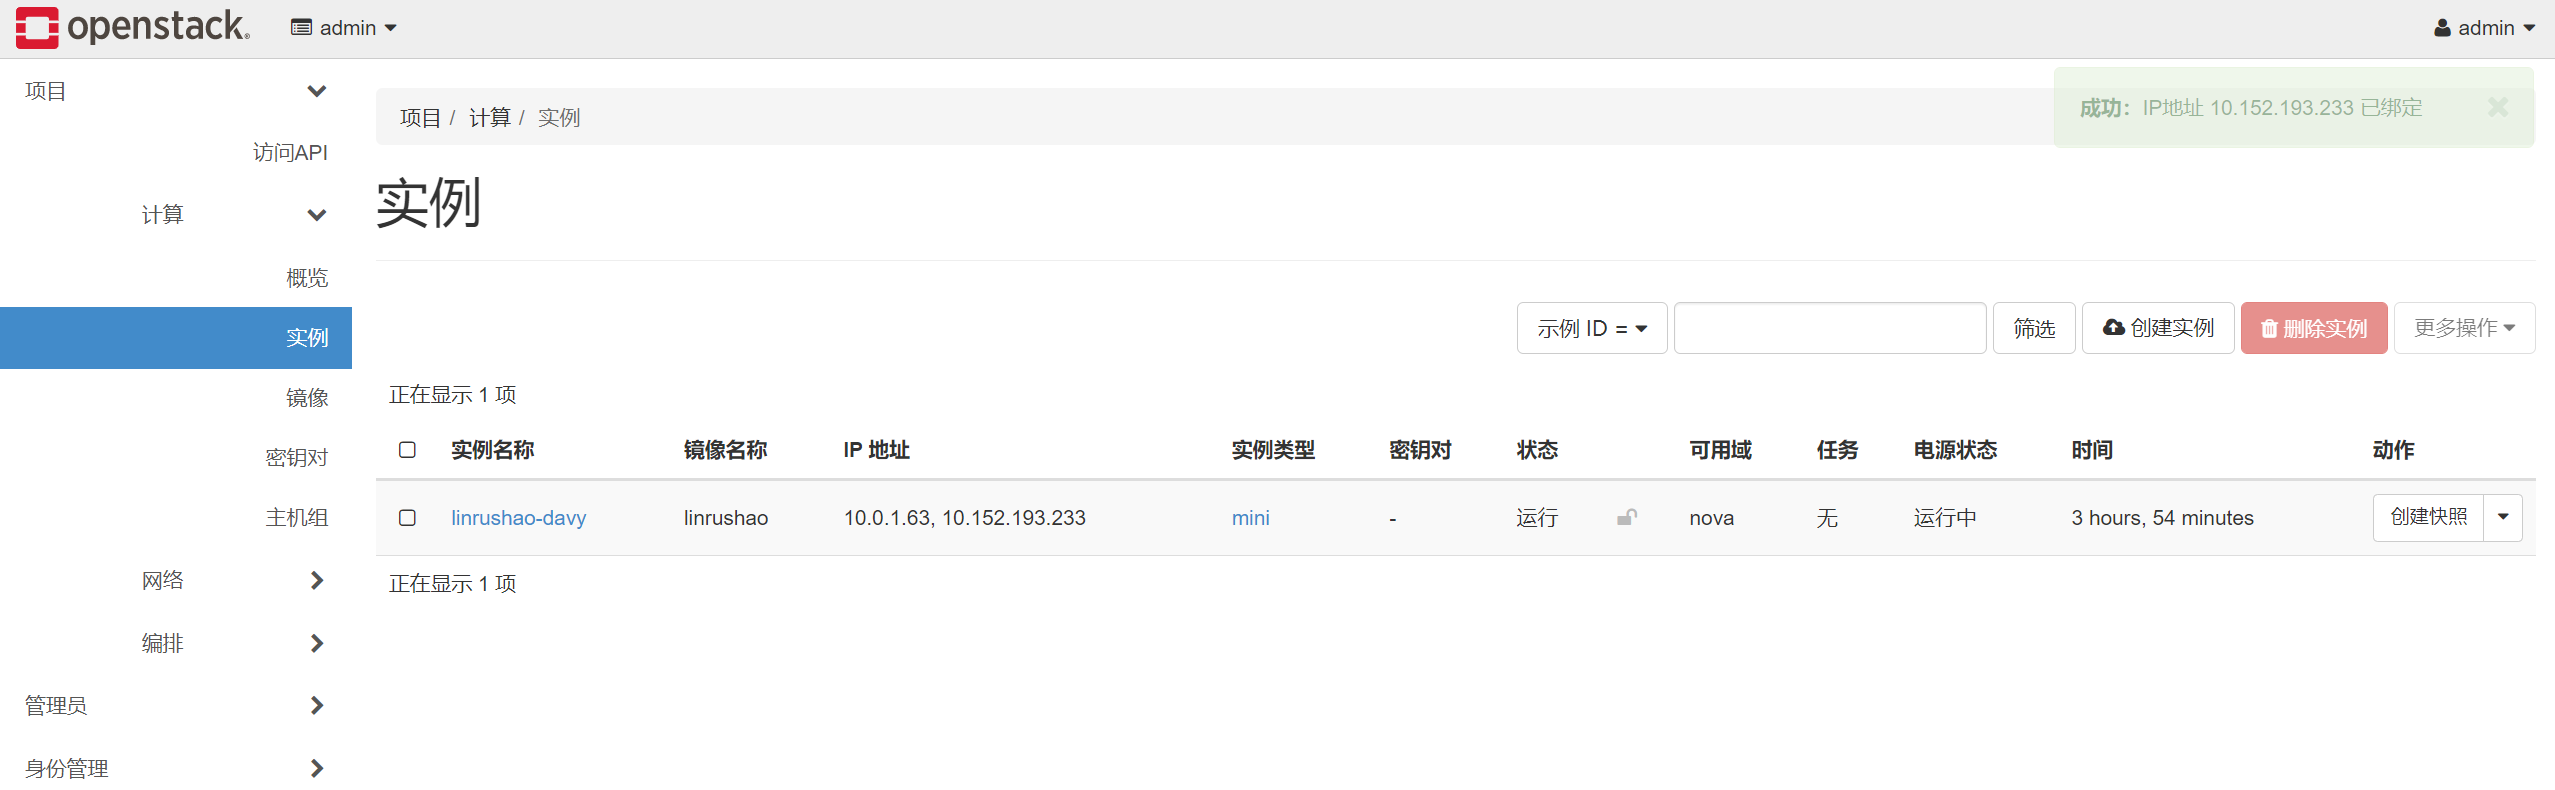 openstack. admin admin
项目
访问API
计算
概览
实例
镜像
密钥对
主机组
网络
编排
管理员
身份管理
项目 / 计算 / 实例
成功：IP地址 10.152.193.233 已绑定
实例
示例 ID = 筛选 创建实例 删除实例 更多操作
正在显示 1 项
实例名称 镜像名称 IP 地址 实例类型 密钥对 状态 可用域 任务 电源状态 时间 动作
linrushao-davy linrushao 10.0.1.63, 10.152.193.233 mini - 运行 nova 无 运行中 3 hours, 54 minutes 创建快照
正在显示 1 项